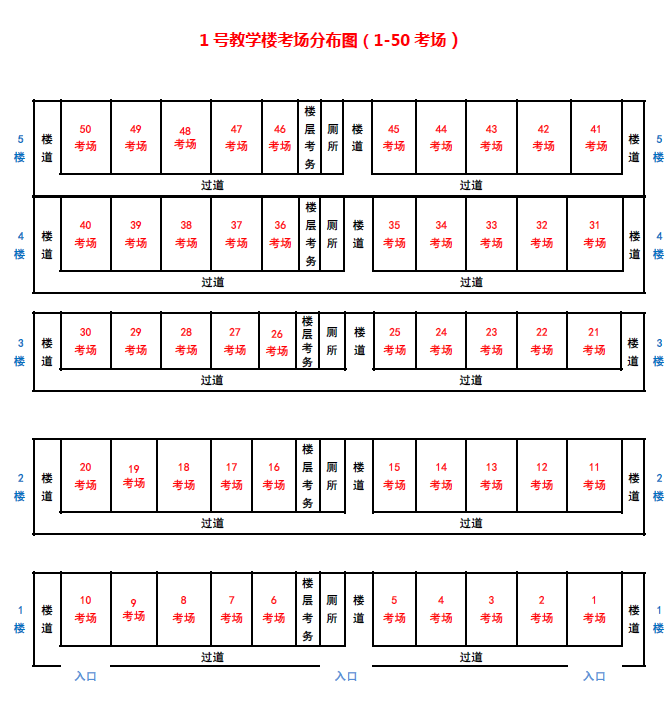 1号教学楼考场分布图(1-50考场)
5楼 楼道 50考场 49考场 48考场 47考场 46考场 楼层考务 厕所 楼道 45考场 44考场 43考场 42考场 41考场 楼道 5楼
过道 过道
4楼 楼道 40考场 39考场 38考场 37考场 36考场 楼层考务 厕所 楼道 35考场 34考场 33考场 32考场 31考场 楼道 4楼
过道 过道
3楼 楼道 30考场 29考场 28考场 27考场 26考场 楼层考务 厕所 楼道 25考场 24考场 23考场 22考场 21考场 楼道 3楼
过道 过道
2楼 楼道 20考场 19考场 18考场 17考场 16考场 楼层考务 厕所 楼道 15考场 14考场 13考场 12考场 11考场 楼道 2楼
过道 过道
1楼 楼道 10考场 9考场 8考场 7考场 6考场 楼层考务 厕所 楼道 5考场 4考场 3考场 2考场 1考场 楼道 1楼
过道 过道
入口 入口 入口